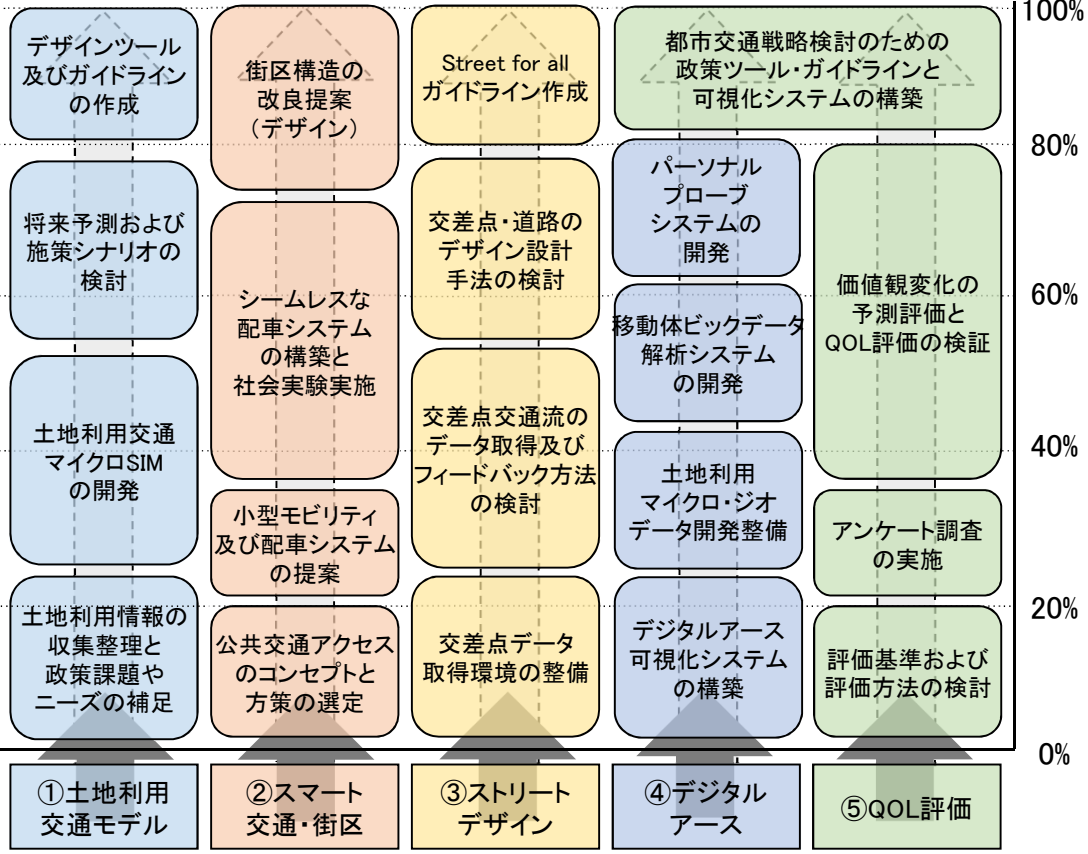 デザインツール
及びガイドライン
の作成
将来予測および
施策シナリオの
検討
土地利用交通
マイクロSIM
の開発
土地利用情報の
収集整理と
政策課題や
ニーズの補足
①土地利用
交通モデル
街区構造の
改良提案
（デザイン）
シームレスな
配車システム
の構築と
社会実験実施
小型モビリティ
及び配車システム
の提案
公共交通アクセス
のコンセプトと
方策の選定
②スマート
交通・街区
Street for all
ガイドライン作成
交差点・道路の
デザイン設計
手法の検討
交差点交通流の
データ取得及び
フィードバック方法
の検討
交差点データ
取得環境の整備
③ストリート
デザイン
都市交通戦略検討のための
政策ツール・ガイドラインと
可視化システムの構築
パーソナル
プローブ
システムの
開発
移動体ビックデータ
解析システム
の開発
土地利用
マイクロ・ジオ
データ開発整備
デジタルアース
可視化システム
の構築
④デジタル
アース
価値観変化の
予測評価と
QOL評価の検証
アンケート調査
の実施
評価基準および
評価方法の検討
⑤QOL評価
100%
80%
60%
40%
20%
0%